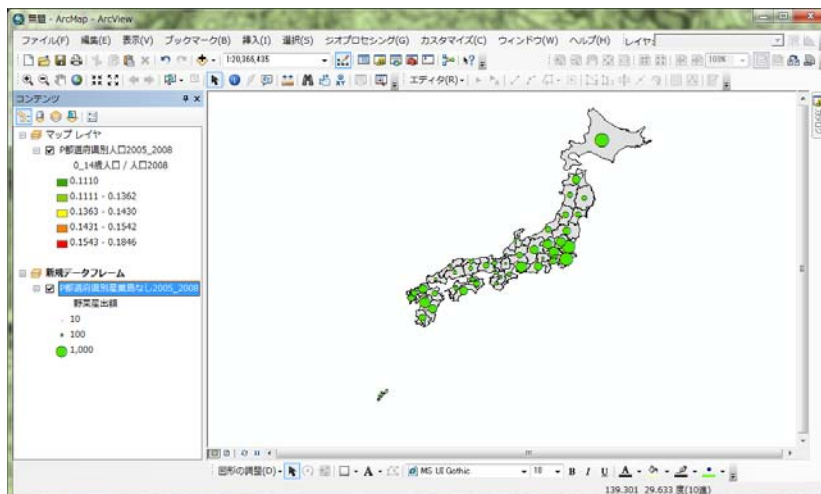 無題 - ArcMap - ArcView
ファイル(F) 編集(E) 表示(V) ブックマーク(B) 挿入(I) 選択(S) ジオプロセシング(G) カスタマイズ(C) ウィンドウ(W) ヘルプ(H) レイヤ:
1:20,366,435
100%
エディタ(R)
コンテンツ
マップ レイヤ
P都道府県別人口2005_2008
0_14歳人口 / 人口2008
0.1110
0.1111 - 0.1362
0.1363 - 0.1430
0.1431 - 0.1542
0.1543 - 0.1846
新規データフレーム
P都道府県別産業島なし2005_2008
野菜産出額
10
100
1,000
図形の調整(D) A MS UI Gothic 10 B I U A
139.301 29.633 度(10進)